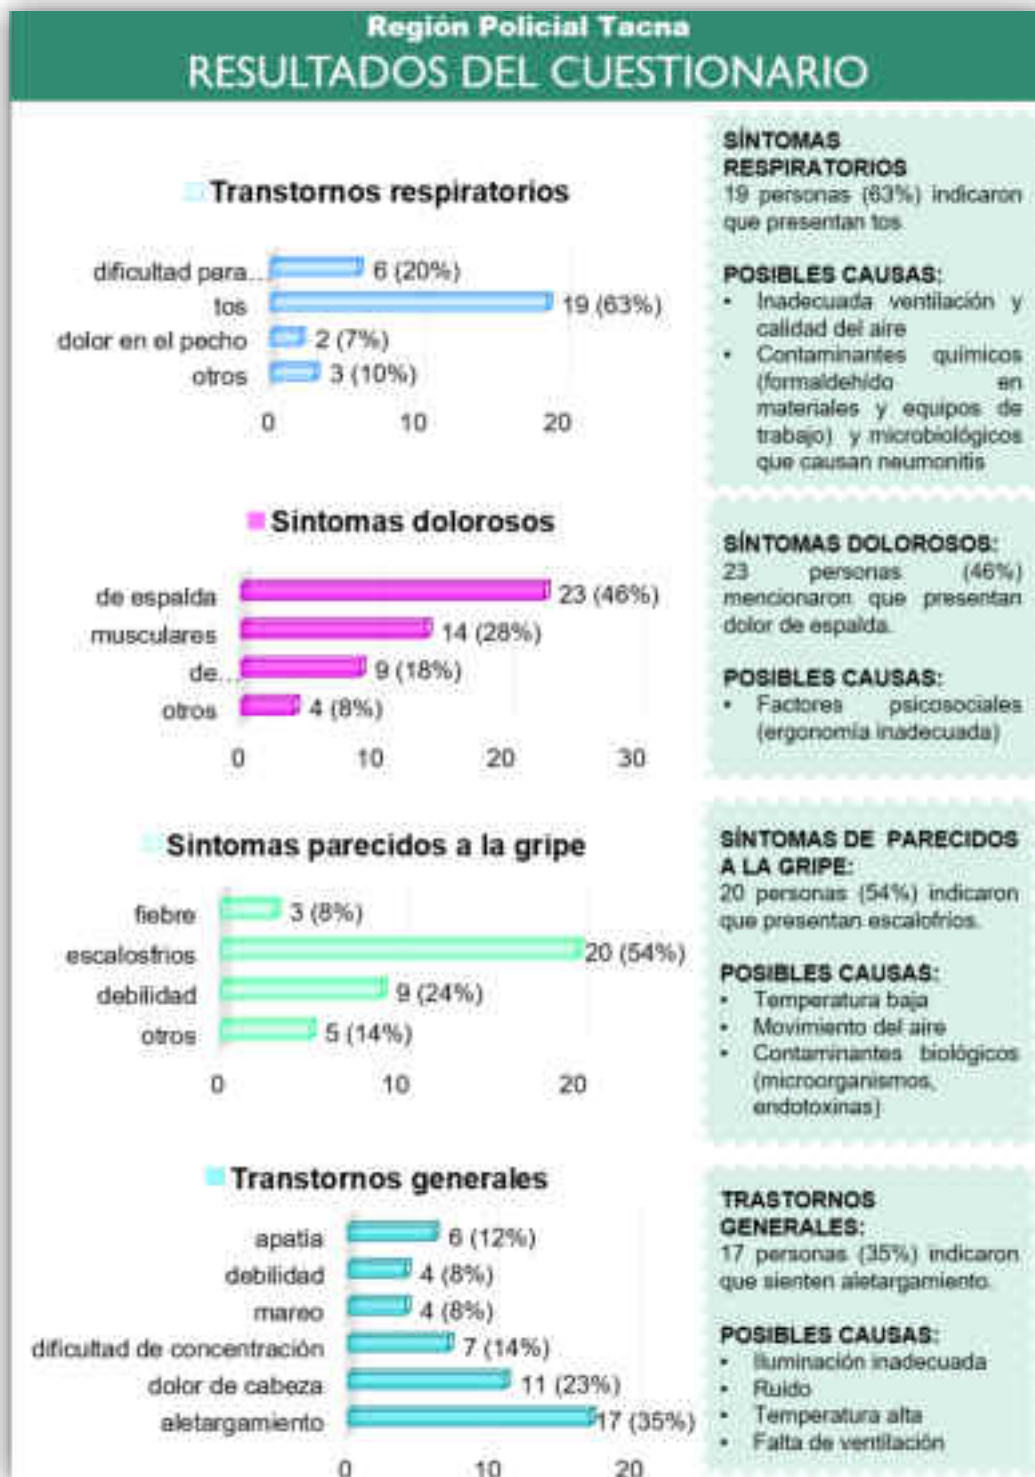 Región Policial Tacna
RESULTADOS DEL CUESTIONARIO
Transtornos respiratorios
dificultad para...
6 (20%)
tos
19 (63%)
dolor en el pecho
2 (7%)
otros
3 (10%)
0 10 20
SÍNTOMAS
RESPIRATORIOS
19 personas (63%) indicaron
que presentan tos
POSIBLES CAUSAS:
• Inadecuada ventilación y
calidad del aire
• Contaminantes químicos
(formaldehído en
materiales y equipos de
trabajo) y microbiológicos
que causan neumonitis
Síntomas dolorosos
de espalda
23 (46%)
musculares
14 (28%)
de...
9 (18%)
otros
4 (8%)
0 10 20 30
SÍNTOMAS DOLOROSOS:
23 personas (46%)
mencionaron que presentan
dolor de espalda.
POSIBLES CAUSAS:
• Factores psicosociales
(ergonomía inadecuada)
Sintomas parecidos a la gripe
fiebre
3 (8%)
escalosfrios
20 (54%)
debilidad
9 (24%)
otros
5 (14%)
0 10 20
SÍNTOMAS DE PARECIDOS
A LA GRIPE:
20 personas (54%) indicaron
que presentan escalofrios.
POSIBLES CAUSAS:
• Temperatura baja
• Movimiento del aire
• Contaminantes biológicos
(microorganismos,
endotoxinas)
Transtornos generales
apatía
6 (12%)
debilidad
4 (8%)
mareo
4 (8%)
dificultad de concentración
7 (14%)
dolor de cabeza
11 (23%)
aletargamiento
17 (35%)
0 10 20
TRASTORNOS
GENERALES:
17 personas (35%) indicaron
que sienten aletargamiento.
POSIBLES CAUSAS:
• Iluminación inadecuada
• Ruido
• Temperatura alta
• Falta de ventilación